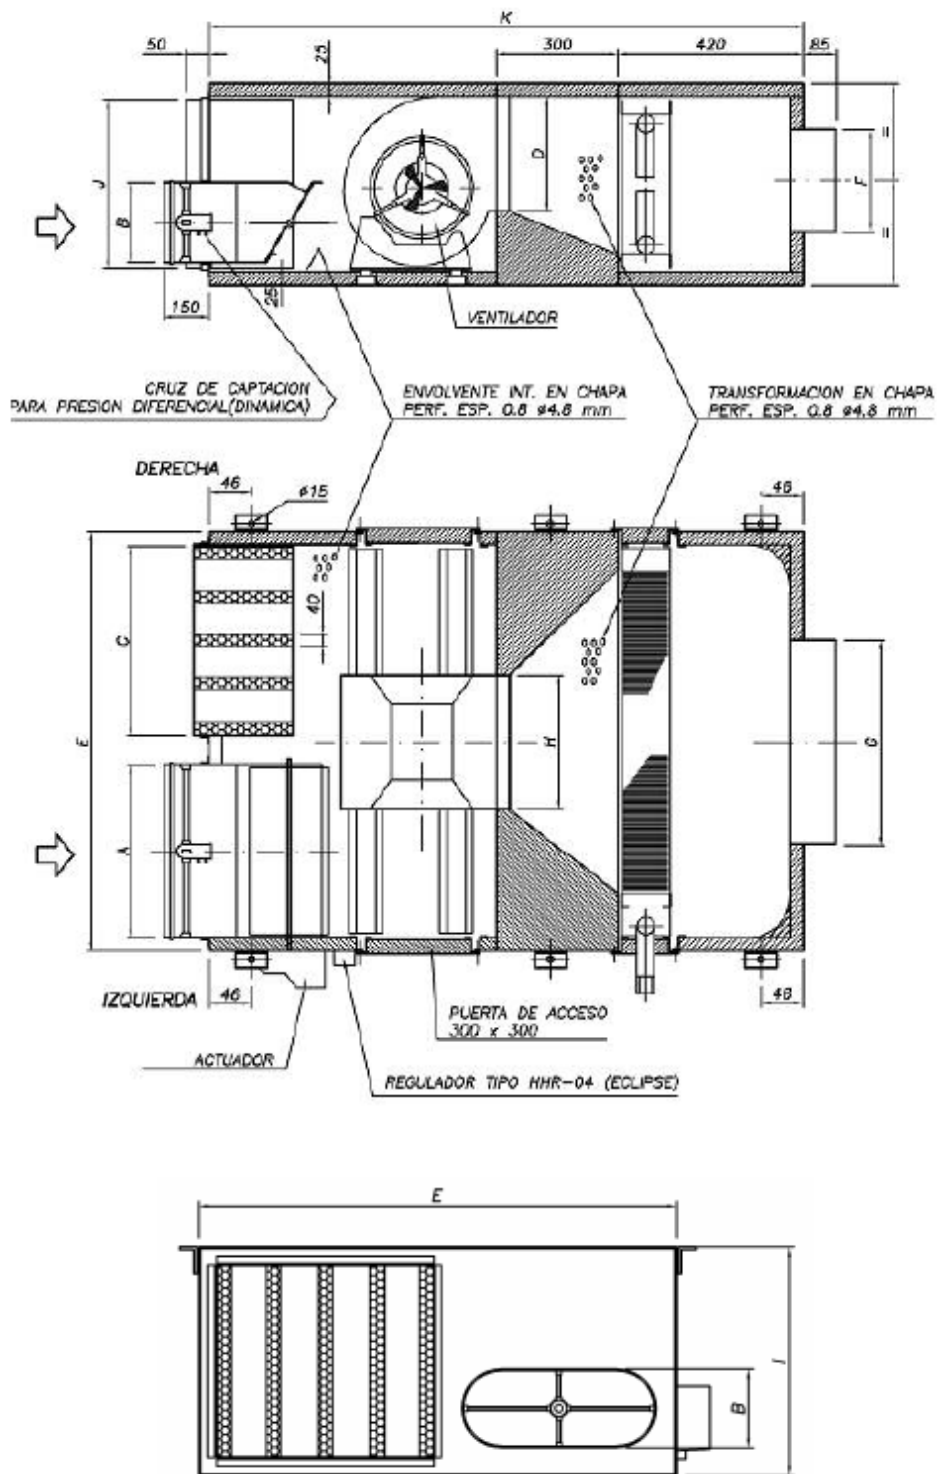 K
50
25
300
420
85
J
B
D
F
=
=
25
150
VENTILADOR
CRUZ DE CAPTACION
PARA PRESION DIFERENCIAL(DINAMICA)
ENVOLVENTE INT. EN CHAPA
PERF. ESP. 0.8 ø4.8 mm
TRANSFORMACION EN CHAPA
PERF. ESP. 0.8 ø4.8 mm
DERECHA
46
ø15
46
40
C
E
H
G
A
IZQUIERDA
46
46
PUERTA DE ACCESO
300 x 300
ACTUADOR
REGULADOR TIPO HHR-04 (ECLIPSE)
E
B
I